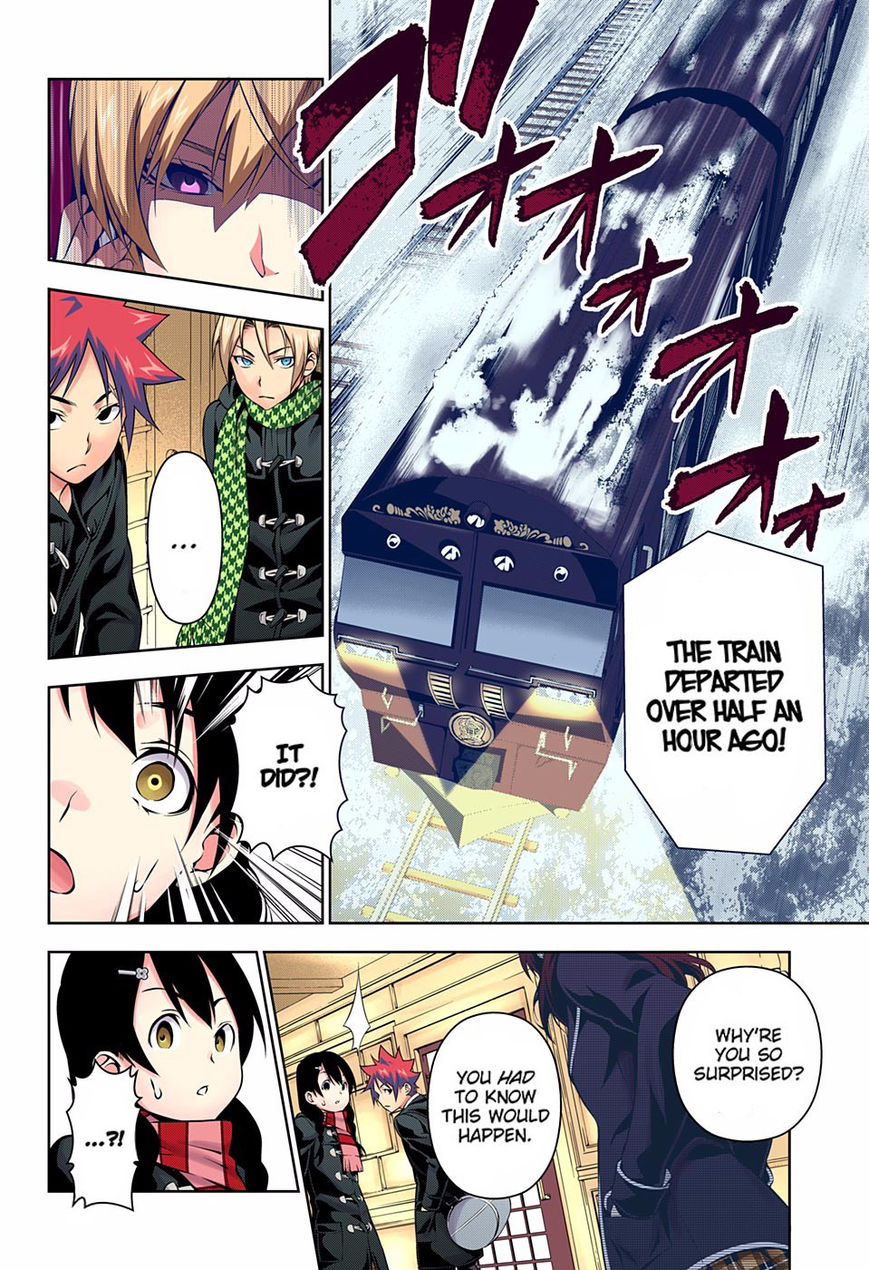 ゴオオオオオオ
THE TRAIN
DEPARTED
OVER HALF AN
HOUR AGO!
...
IT
DID?!
WHY'RE
YOU SO
SURPRISED?
YOU HAD
TO KNOW
THIS WOULD
HAPPEN.
...?!